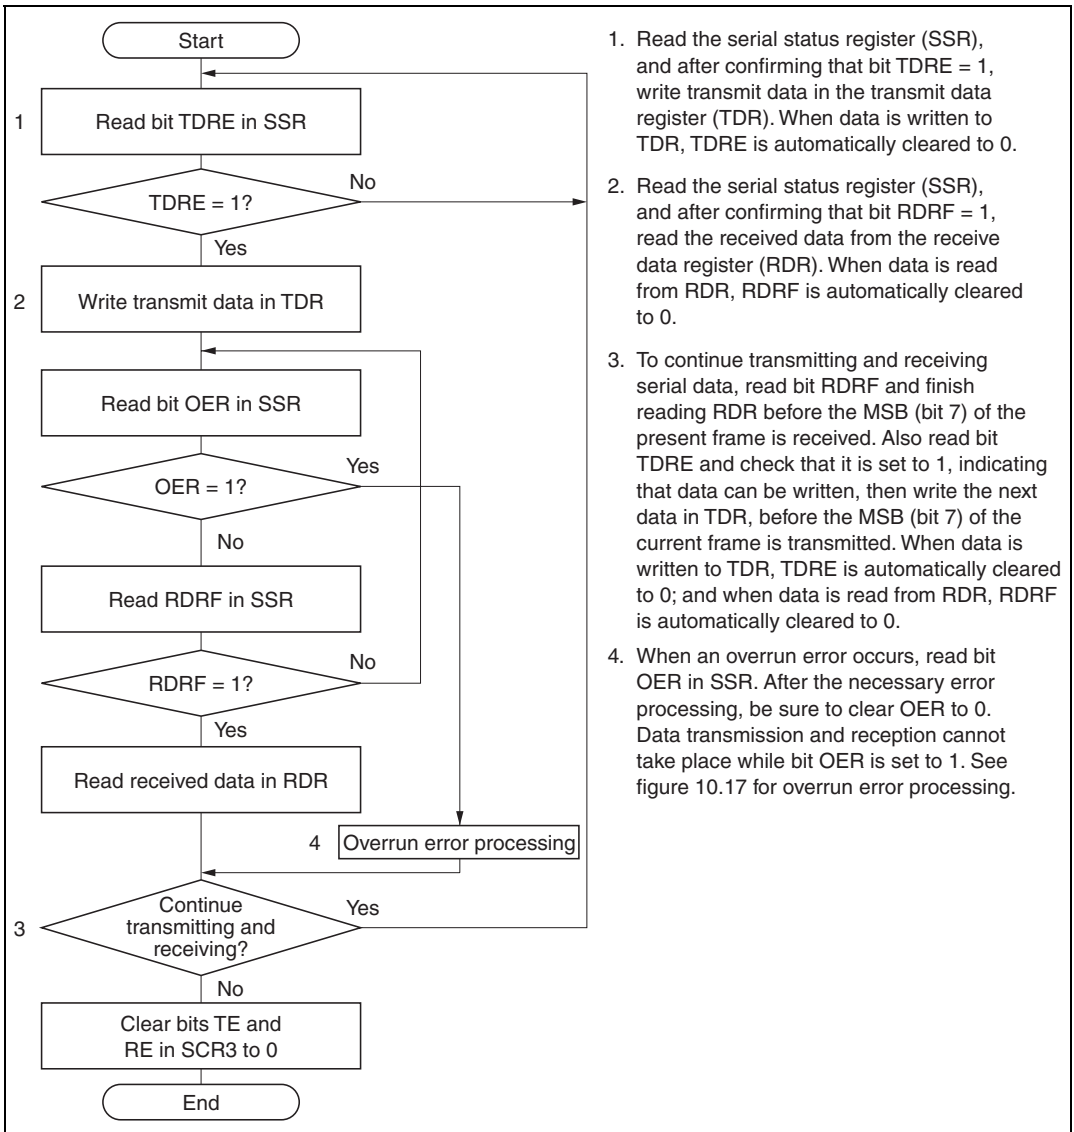 Start
1
Read bit TDRE in SSR
TDRE = 1?
No
Yes
2
Write transmit data in TDR
Read bit OER in SSR
OER = 1?
Yes
No
Read RDRF in SSR
RDRF = 1?
No
Yes
Read received data in RDR
4
Overrun error processing
3
Continue
transmitting and
receiving?
Yes
No
Clear bits TE and
RE in SCR3 to 0
End
1. Read the serial status register (SSR),
and after confirming that bit TDRE = 1,
write transmit data in the transmit data
register (TDR). When data is written to
TDR, TDRE is automatically cleared to 0.
2. Read the serial status register (SSR),
and after confirming that bit RDRF = 1,
read the received data from the receive
data register (RDR). When data is read
from RDR, RDRF is automatically cleared
to 0.
3. To continue transmitting and receiving
serial data, read bit RDRF and finish
reading RDR before the MSB (bit 7) of the
present frame is received. Also read bit
TDRE and check that it is set to 1, indicating
that data can be written, then write the next
data in TDR, before the MSB (bit 7) of the
current frame is transmitted. When data is
written to TDR, TDRE is automatically cleared
to 0; and when data is read from RDR, RDRF
is automatically cleared to 0.
4. When an overrun error occurs, read bit
OER in SSR. After the necessary error
processing, be sure to clear OER to 0.
Data transmission and reception cannot
take place while bit OER is set to 1. See
figure 10.17 for overrun error processing.